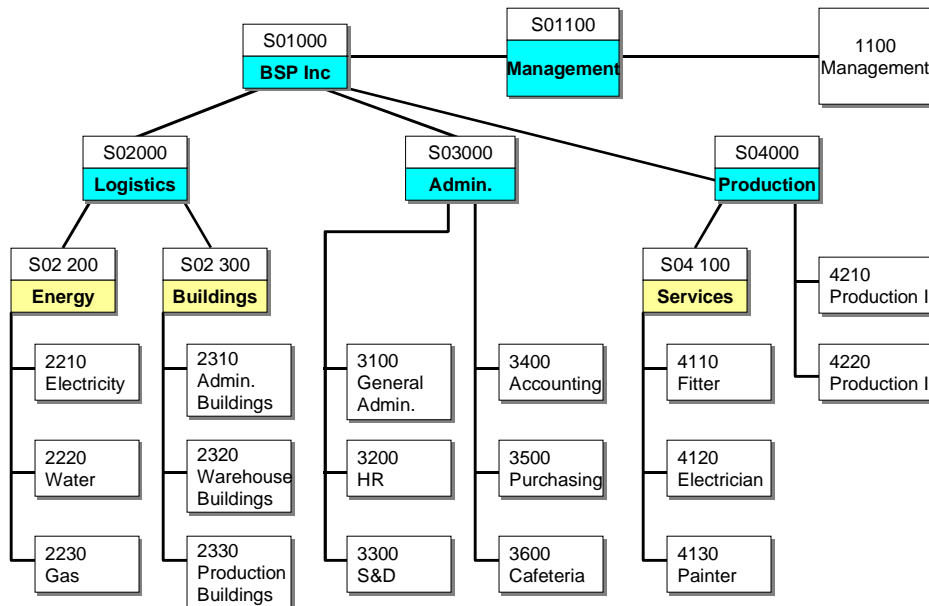 S01000
BSP Inc
S01100
Management
1100
Management
S02000
Logistics
S03000
Admin.
S04000
Production
S02 200
Energy
S02 300
Buildings
S04 100
Services
4210
Production I
4220
Production I
2210
Electricity
2310
Admin.
Buildings
3100
General
Admin.
3400
Accounting
4110
Fitter
2220
Water
2320
Warehouse
Buildings
3200
HR
3500
Purchasing
4120
Electrician
2230
Gas
2330
Production
Buildings
3300
S&D
3600
Cafeteria
4130
Painter